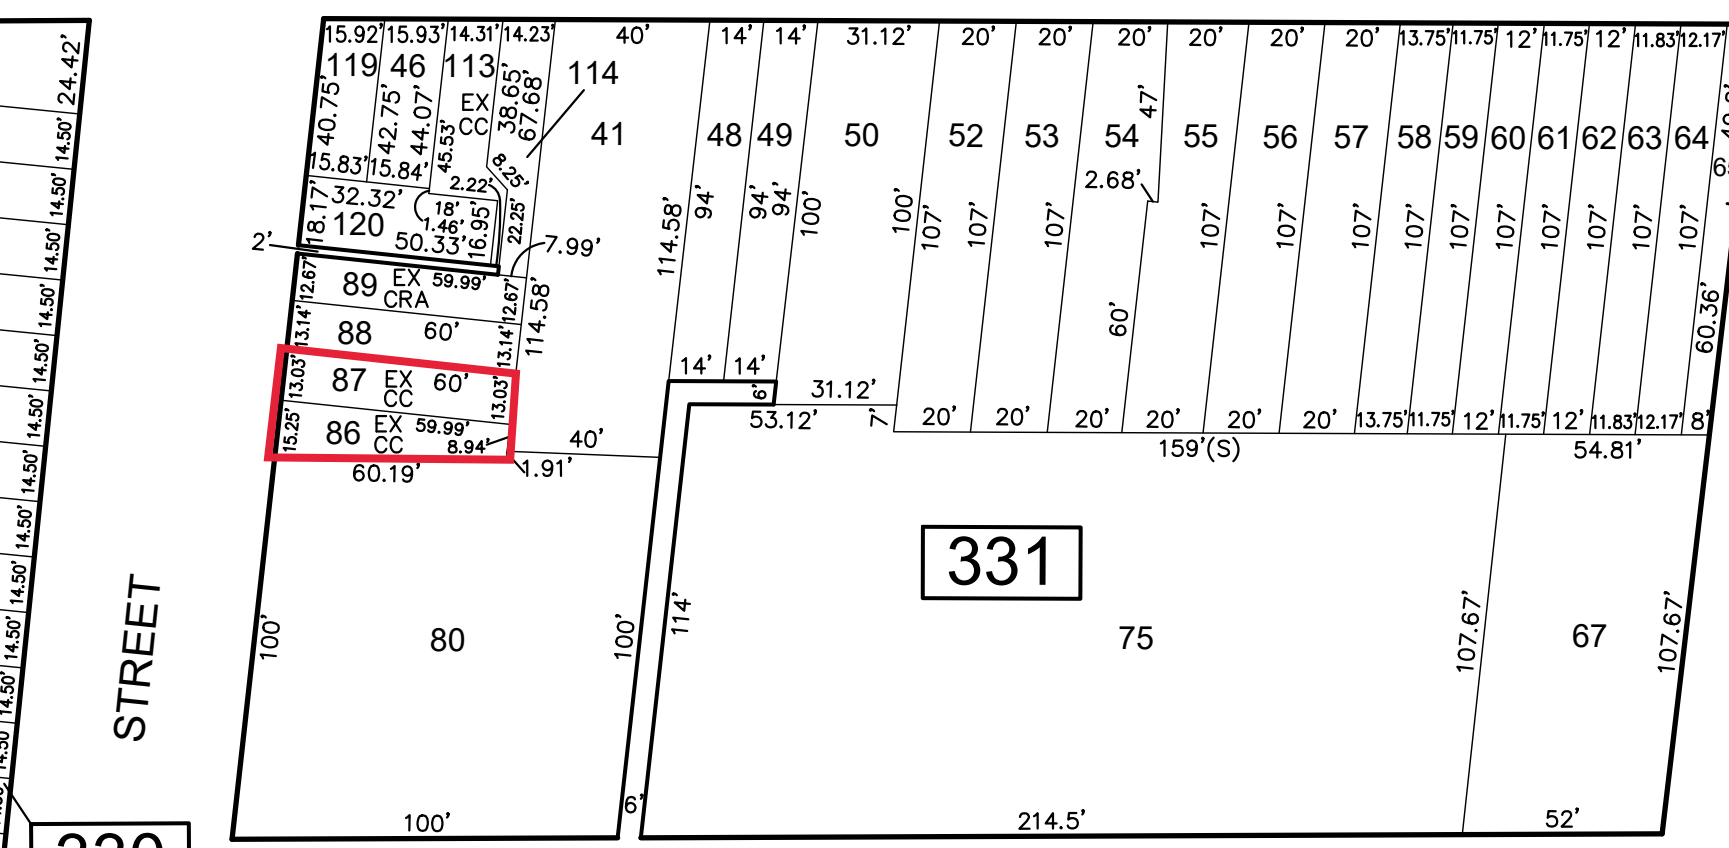 24.42'
14.50'
14.50'
14.50'
14.50'
14.50'
14.50'
14.50'
14.50'
14.50'
14.50'
14.50'
14.50'
STREET
15.92' 15.93' 14.31' 14.23' 40' 14' 14' 31.12' 20' 20' 20' 20' 20' 20' 13.75' 11.75' 12' 11.75' 12' 11.83' 12.17'
119 46 113 114
EX
CC
40.75' 42.75' 44.07' 45.53' 38.65' 67.68'
41 48 49 50 52 53 54 55 56 57 58 59 60 61 62 63 64
47'
15.83' 15.84' 8.25'
2.22' 2.68'
32.32' 18'
18.17' 120 1.46' 16.95' 22.25'
50.33'
2' 7.99'
114.58' 94' 94' 94' 100' 100' 107' 107' 107' 107' 107' 107' 107' 107' 107' 107' 107' 107' 107'
12.67' 89 EX 59.99' 12.67'
CRA
114.58'
60' 60.36'
13.14' 88 60' 13.14'
13.03' 87 EX 60' 13.03'
CC
14' 14'
6' 31.12'
15.25' 86 EX 59.99'
CC 8.94'
53.12' 7' 20' 20' 20' 20' 20' 20' 13.75' 11.75' 12' 11.75' 12' 11.83' 12.17' 8'
40'
159'(S) 54.81'
60.19' 1.91'
331
100' 80 100' 114' 75 107.67' 67 107.67'
6'
100' 214.5' 52'